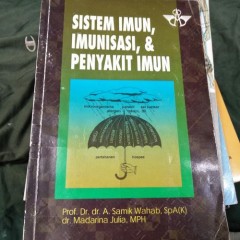 SISTEM IMUN,
IMUNISASI, &
PENYAKIT IMUN
Prof. Dr. dr. A. Samik Wahab, SpA(K)
dr. Madarina Julia, MPH